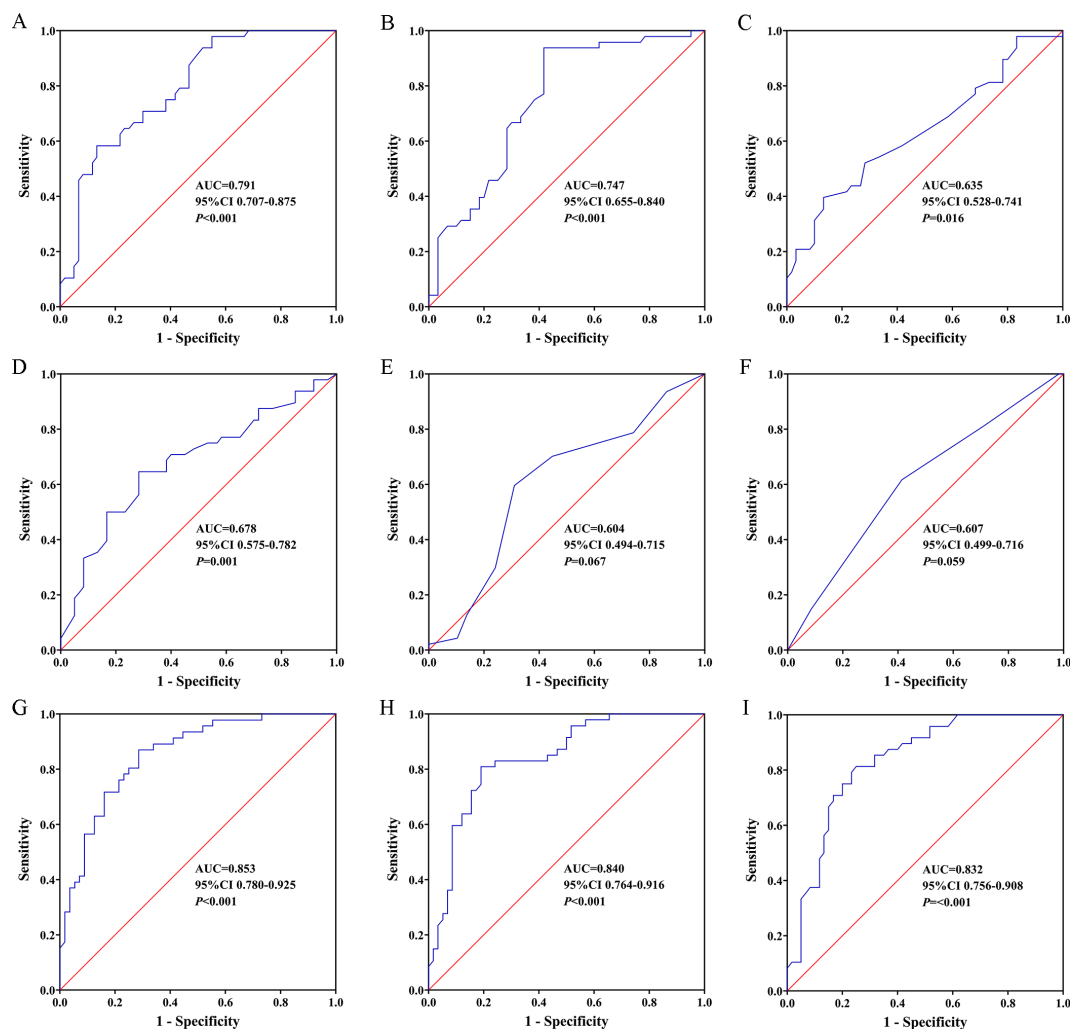 A
1.0
0.8
0.6
0.4
0.2
0.0
Sensitivity
AUC=0.791
95%CI 0.707-0.875
P<0.001
0.0 0.2 0.4 0.6 0.8 1.0
1 - Specificity
B
1.0
0.8
0.6
0.4
0.2
0.0
Sensitivity
AUC=0.747
95%CI 0.655-0.840
P<0.001
0.0 0.2 0.4 0.6 0.8 1.0
1 - Specificity
C
1.0
0.8
0.6
0.4
0.2
0.0
Sensitivity
AUC=0.635
95%CI 0.528-0.741
P=0.016
0.0 0.2 0.4 0.6 0.8 1.0
1 - Specificity
D
1.0
0.8
0.6
0.4
0.2
0.0
Sensitivity
AUC=0.678
95%CI 0.575-0.782
P=0.001
0.0 0.2 0.4 0.6 0.8 1.0
1 - Specificity
E
1.0
0.8
0.6
0.4
0.2
0.0
Sensitivity
AUC=0.604
95%CI 0.494-0.715
P=0.067
0.0 0.2 0.4 0.6 0.8 1.0
1 - Specificity
F
1.0
0.8
0.6
0.4
0.2
0.0
Sensitivity
AUC=0.607
95%CI 0.499-0.716
P=0.059
0.0 0.2 0.4 0.6 0.8 1.0
1 - Specificity
G
1.0
0.8
0.6
0.4
0.2
0.0
Sensitivity
AUC=0.853
95%CI 0.780-0.925
P<0.001
0.0 0.2 0.4 0.6 0.8 1.0
1 - Specificity
H
1.0
0.8
0.6
0.4
0.2
0.0
Sensitivity
AUC=0.840
95%CI 0.764-0.916
P<0.001
0.0 0.2 0.4 0.6 0.8 1.0
1 - Specificity
I
1.0
0.8
0.6
0.4
0.2
0.0
Sensitivity
AUC=0.832
95%CI 0.756-0.908
P=<0.001
0.0 0.2 0.4 0.6 0.8 1.0
1 - Specificity